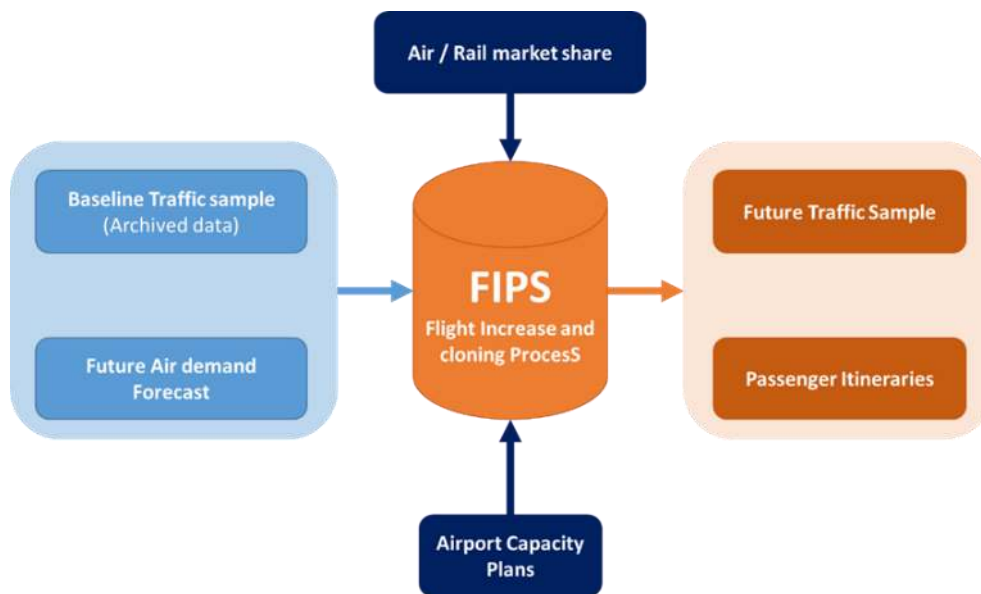 Air / Rail market share
Baseline Traffic sample
(Archived data)
Future Air demand
Forecast
FIPS
Flight Increase and
cloning ProcesS
Future Traffic Sample
Passenger Itineraries
Airport Capacity
Plans